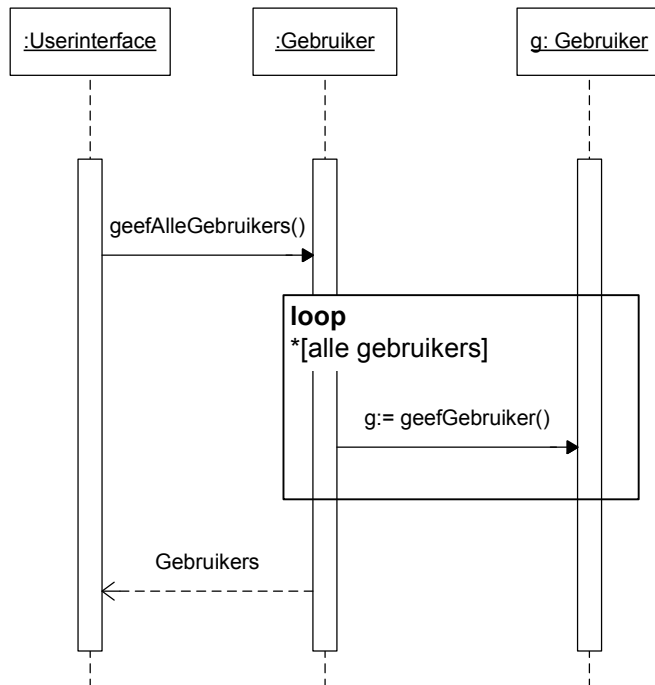 :Userinterface
:Gebruiker
g: Gebruiker
geefAlleGebruikers()
loop
*[alle gebruikers]
g:= geefGebruiker()
Gebruikers